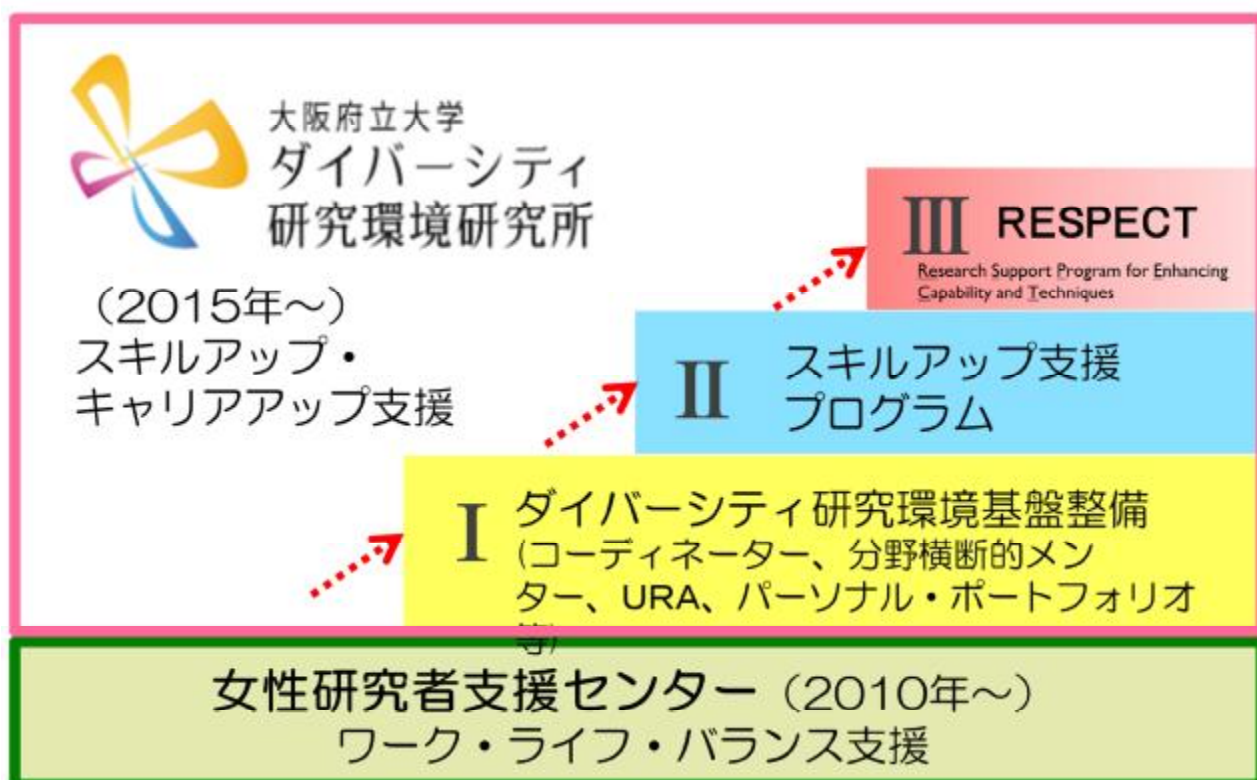 大阪府立大学
ダイバーシティ
研究環境研究所
（2015年～）
スキルアップ・
キャリアアップ支援
Ⅲ RESPECT
Research Support Program for Enhancing
Capability and Techniques
Ⅱ スキルアップ支援
プログラム
Ⅰ ダイバーシティ研究環境基盤整備
(コーディネーター、分野横断的メン
ター、URA、パーソナル・ポートフォリオ
等)
女性研究者支援センター（2010年～）
ワーク・ライフ・バランス支援